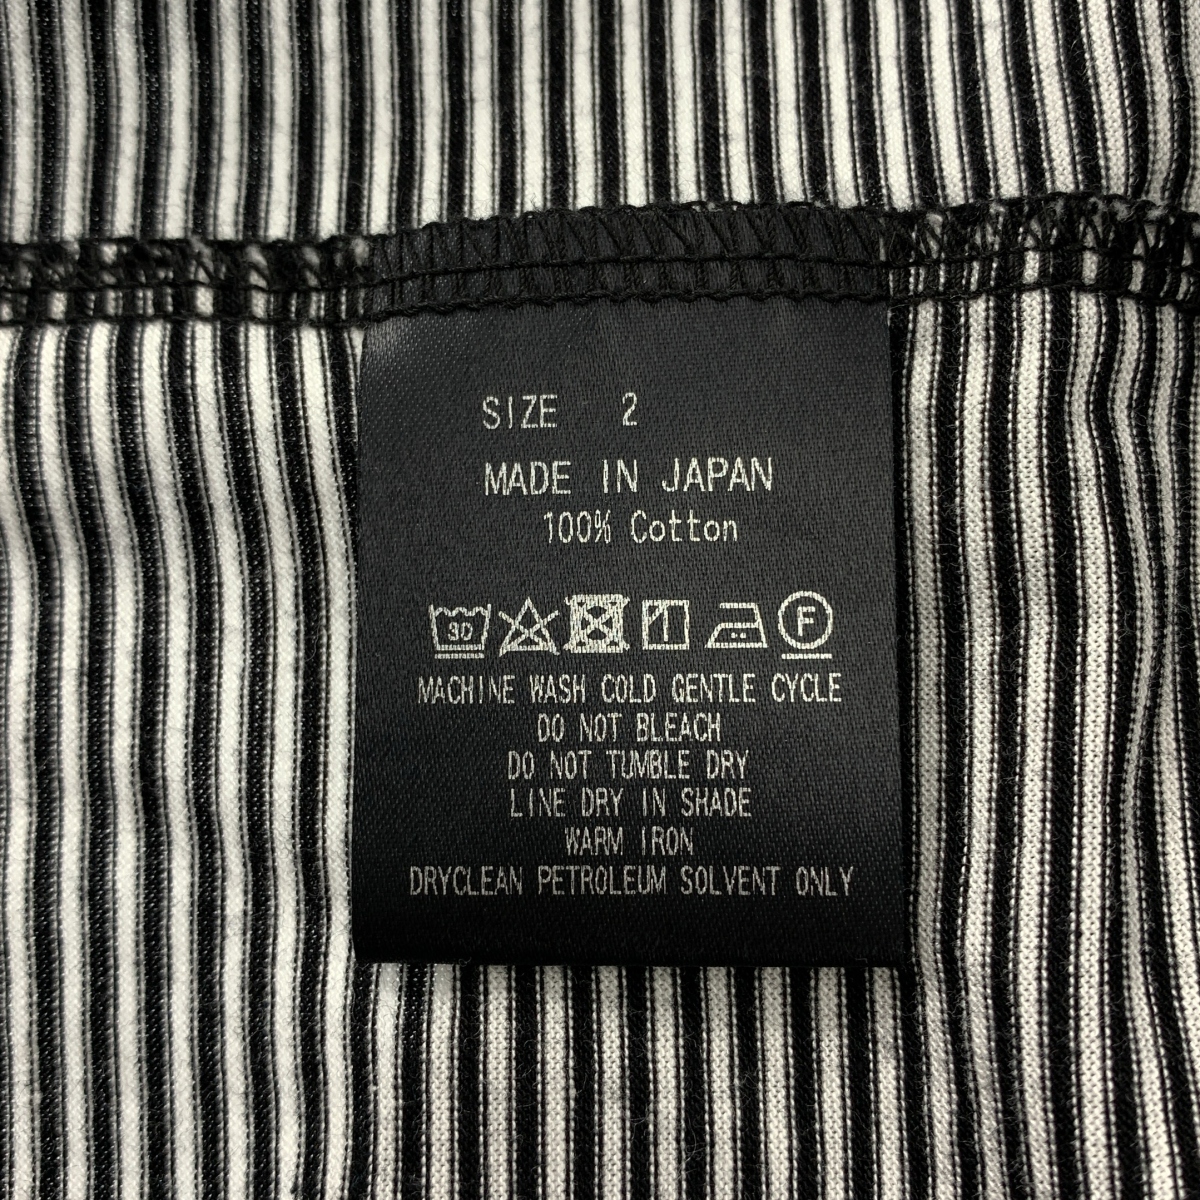 SIZE 2
MADE IN JAPAN
100% Cotton
30 F
MACHINE WASH COLD GENTLE CYCLE
DO NOT BLEACH
DO NOT TUMBLE DRY
LINE DRY IN SHADE
WARM IRON
DRYCLEAN PETROLEUM SOLVENT ONLY